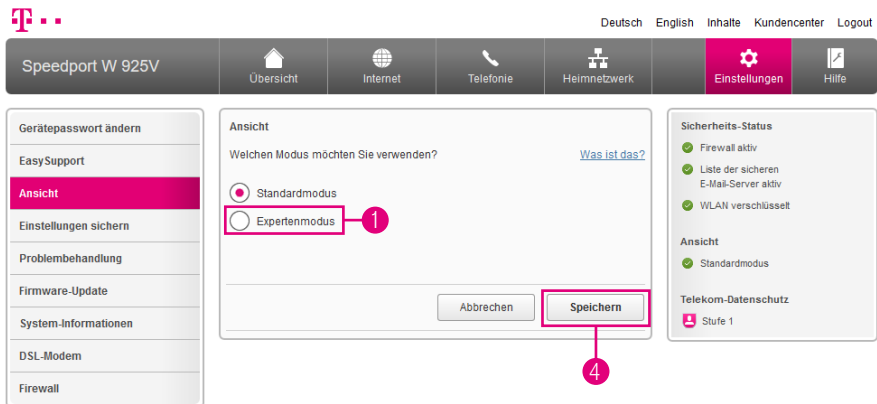 T
Deutsch English Inhalte Kundencenter Logout
Speedport W 925V
Übersicht
Internet
Telefonie
Heimnetzwerk
Einstellungen
Hilfe
Gerätepasswort ändern
EasySupport
Ansicht
Einstellungen sichern
Problembehandlung
Firmware-Update
System-Informationen
DSL-Modem
Firewall
Ansicht
Welchen Modus möchten Sie verwenden?
Was ist das?
Standardmodus
Expertenmodus
1
Abbrechen
Speichern
4
Sicherheits-Status
Firewall aktiv
Liste der sicheren
E-Mail-Server aktiv
WLAN verschlüsselt
Ansicht
Standardmodus
Telekom-Datenschutz
Stufe 1